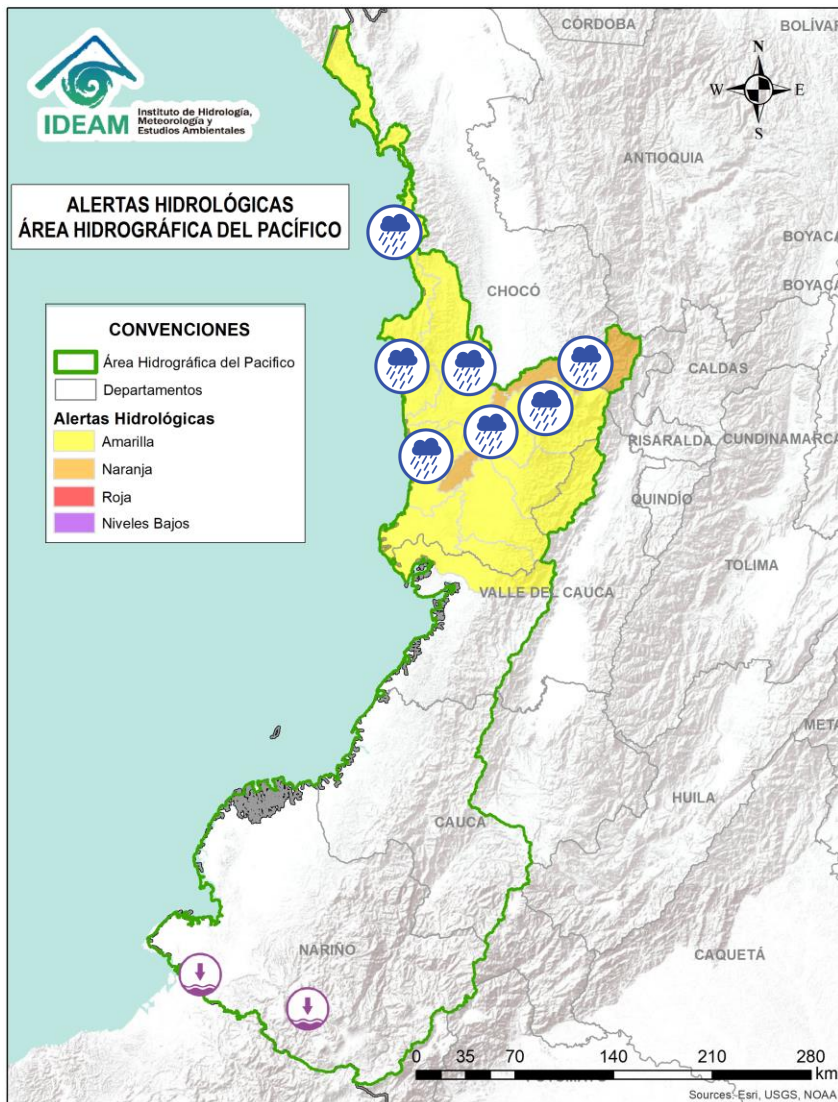 CÓRDOBA
BOLÍVAR
N
W E
S
IDEAM
Instituto de Hidrología,
Meteorología y
Estudios Ambientales
ANTIOQUIA
ALERTAS HIDROLÓGICAS
ÁREA HIDROGRÁFICA DEL PACÍFICO
BOYACÁ
BOYACÁ
CHOCÓ
CONVENCIONES
Área Hidrográfica del Pacifico
Departamentos
Alertas Hidrológicas
Amarilla
Naranja
Roja
Niveles Bajos
CALDAS
RISARALDA
CUNDINAMARCA
QUINDÍO
TOLIMA
VALLE DEL CAUCA
META
HUILA
CAUCA
NARIÑO
CAQUETÁ
0 35 70 140 210 280
km
Sources: Esri, USGS, NOAA